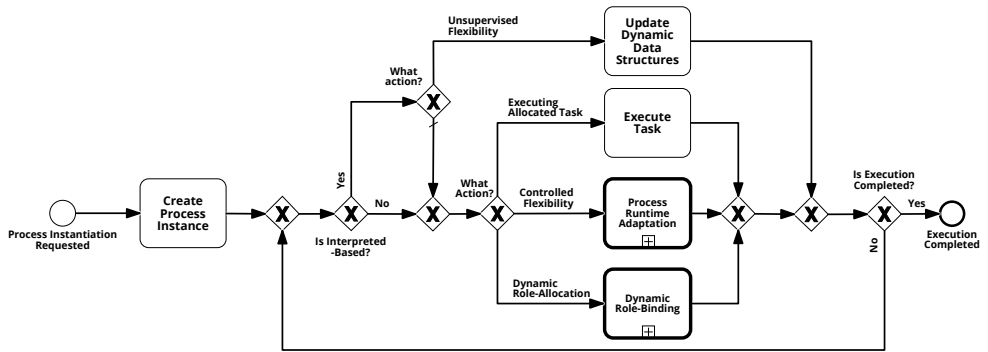 Unsupervised
Flexibility
Update
Dynamic
Data
Structures
What
action?
Executing
Allocated Task
Execute
Task
Yes
What
Action?
Controlled
Flexibility
Process
Runtime
Adaptation
Is Execution
Completed?
Yes
Create
Process
Instance
No
Process Instantiation
Requested
Is Interpreted
-Based?
Execution
Completed
No
Dynamic
Role-Allocation
Dynamic
Role-Binding